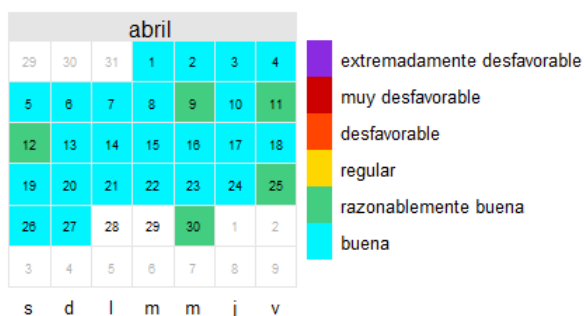 abril
29 30 31 1 2 3 4
5 6 7 8 9 10 11
12 13 14 15 16 17 18
19 20 21 22 23 24 25
26 27 28 29 30 1 2
3 4 5 6 7 8 9
s d l m m j v
extremadamente desfavorable
muy desfavorable
desfavorable
regular
razonablemente buena
buena